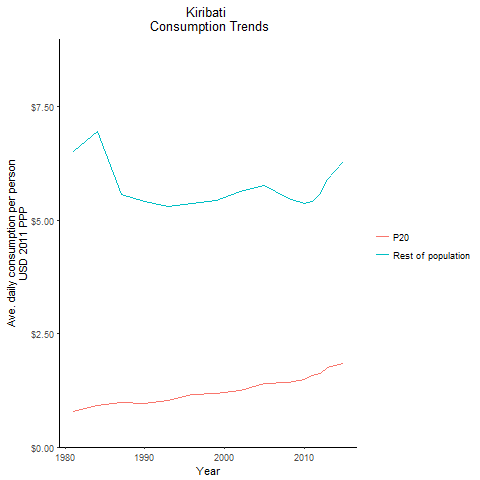 Kiribati
Consumption Trends
Ave. daily consumption per person
USD 2011 PPP
$7.50
$5.00
$2.50
$0.00
1980
1990
2000
2010
Year
P20
Rest of population